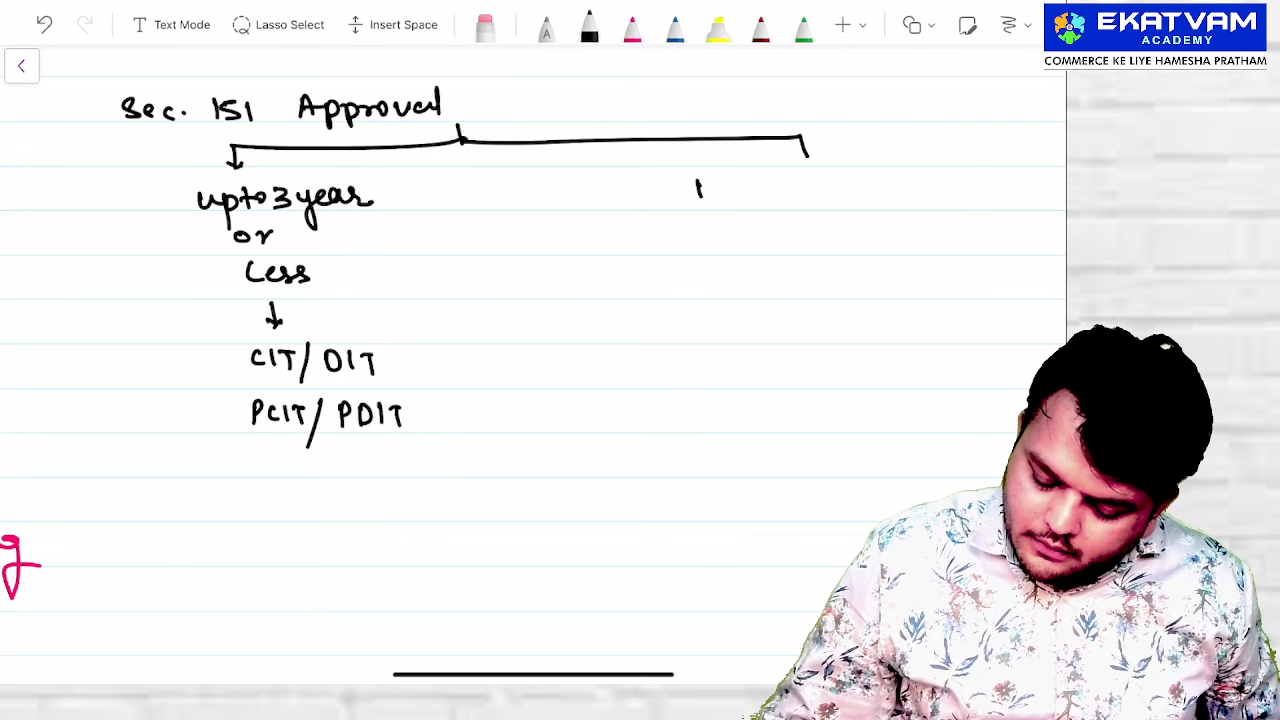 Text Mode
Lasso Select
Insert Space
A
EKATVAM
ACADEMY
COMMERCE KE LIYE HAMESHA PRATHAM
Sec. 151 Approval
upto 3 year
or
Less
CIT/DIT
PCIT/PDIT
g